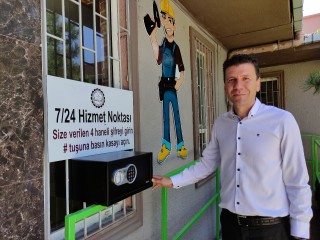 7/24 Hizmet Noktası
Size verilen 4 haneli şifreyi girin
# tuşuna basın kasayı açın.